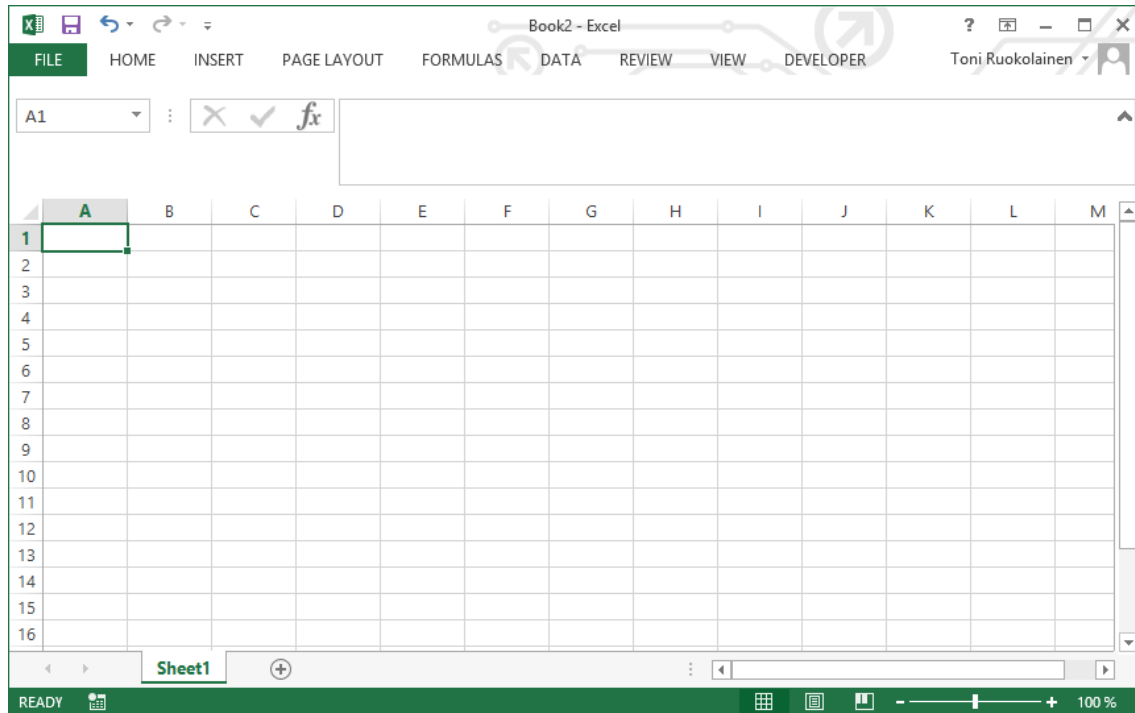 Book2 - Excel ?
FILE HOME INSERT PAGE LAYOUT FORMULAS DATA REVIEW VIEW DEVELOPER Toni Ruokolainen
A1 fx
A B C D E F G H I J K L M
1
2
3
4
5
6
7
8
9
10
11
12
13
14
15
16
Sheet1
READY 100 %